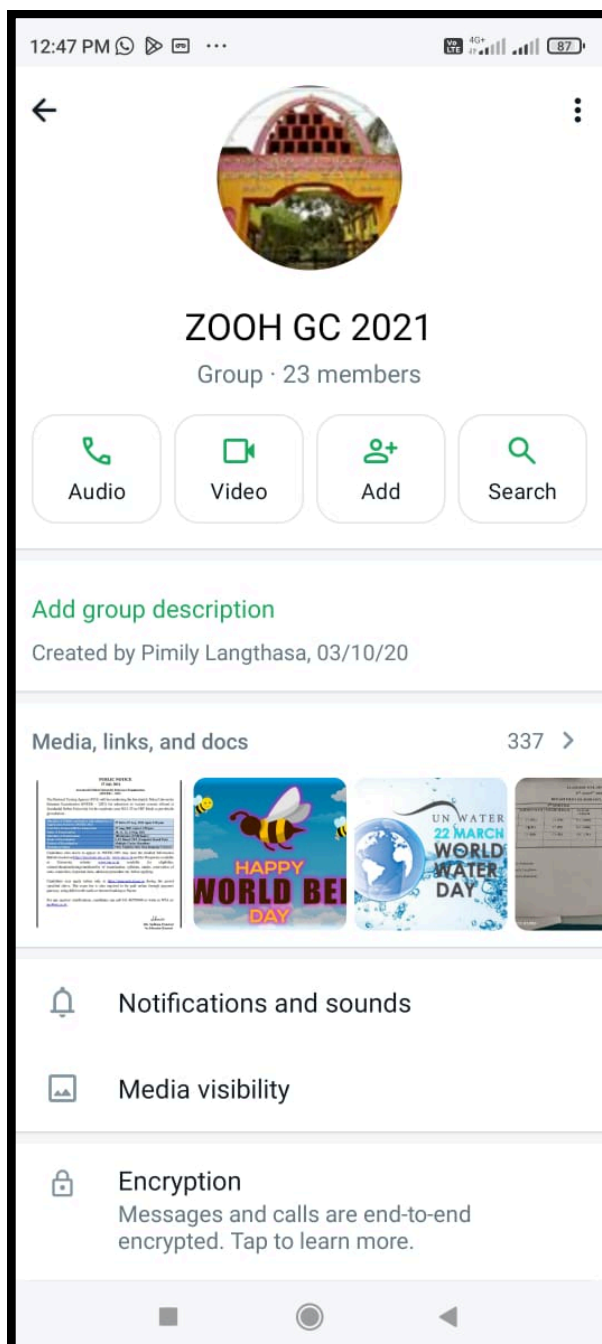 12:47 PM
Vo LTE 4G+ 87
ZOOH GC 2021
Group · 23 members
Audio Video Add Search
Add group description
Created by Pimily Langthasa, 03/10/20
Media, links, and docs 337
PUBLIC NOTICE
HAPPY
WORLD BEE
DAY
UN WATER
22 MARCH
WORLD
WATER
DAY
Notifications and sounds
Media visibility
Encryption
Messages and calls are end-to-end
encrypted. Tap to learn more.